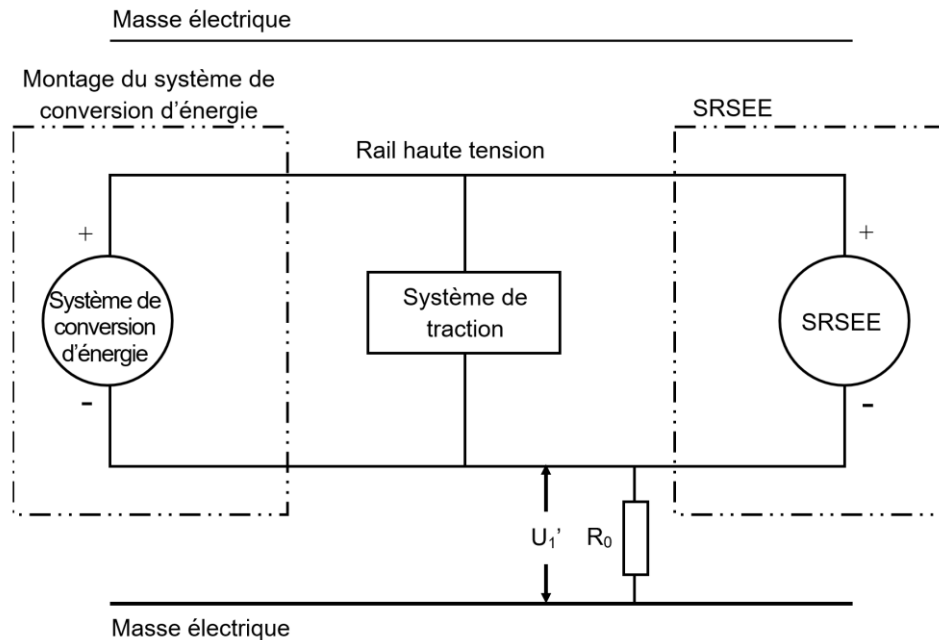 Masse électrique
Montage du système de
conversion d'énergie
SRSEE
Rail haute tension
+
+
Système de
conversion
d'énergie
Système de
traction
SRSEE
-
-
U₁' R₀
Masse électrique